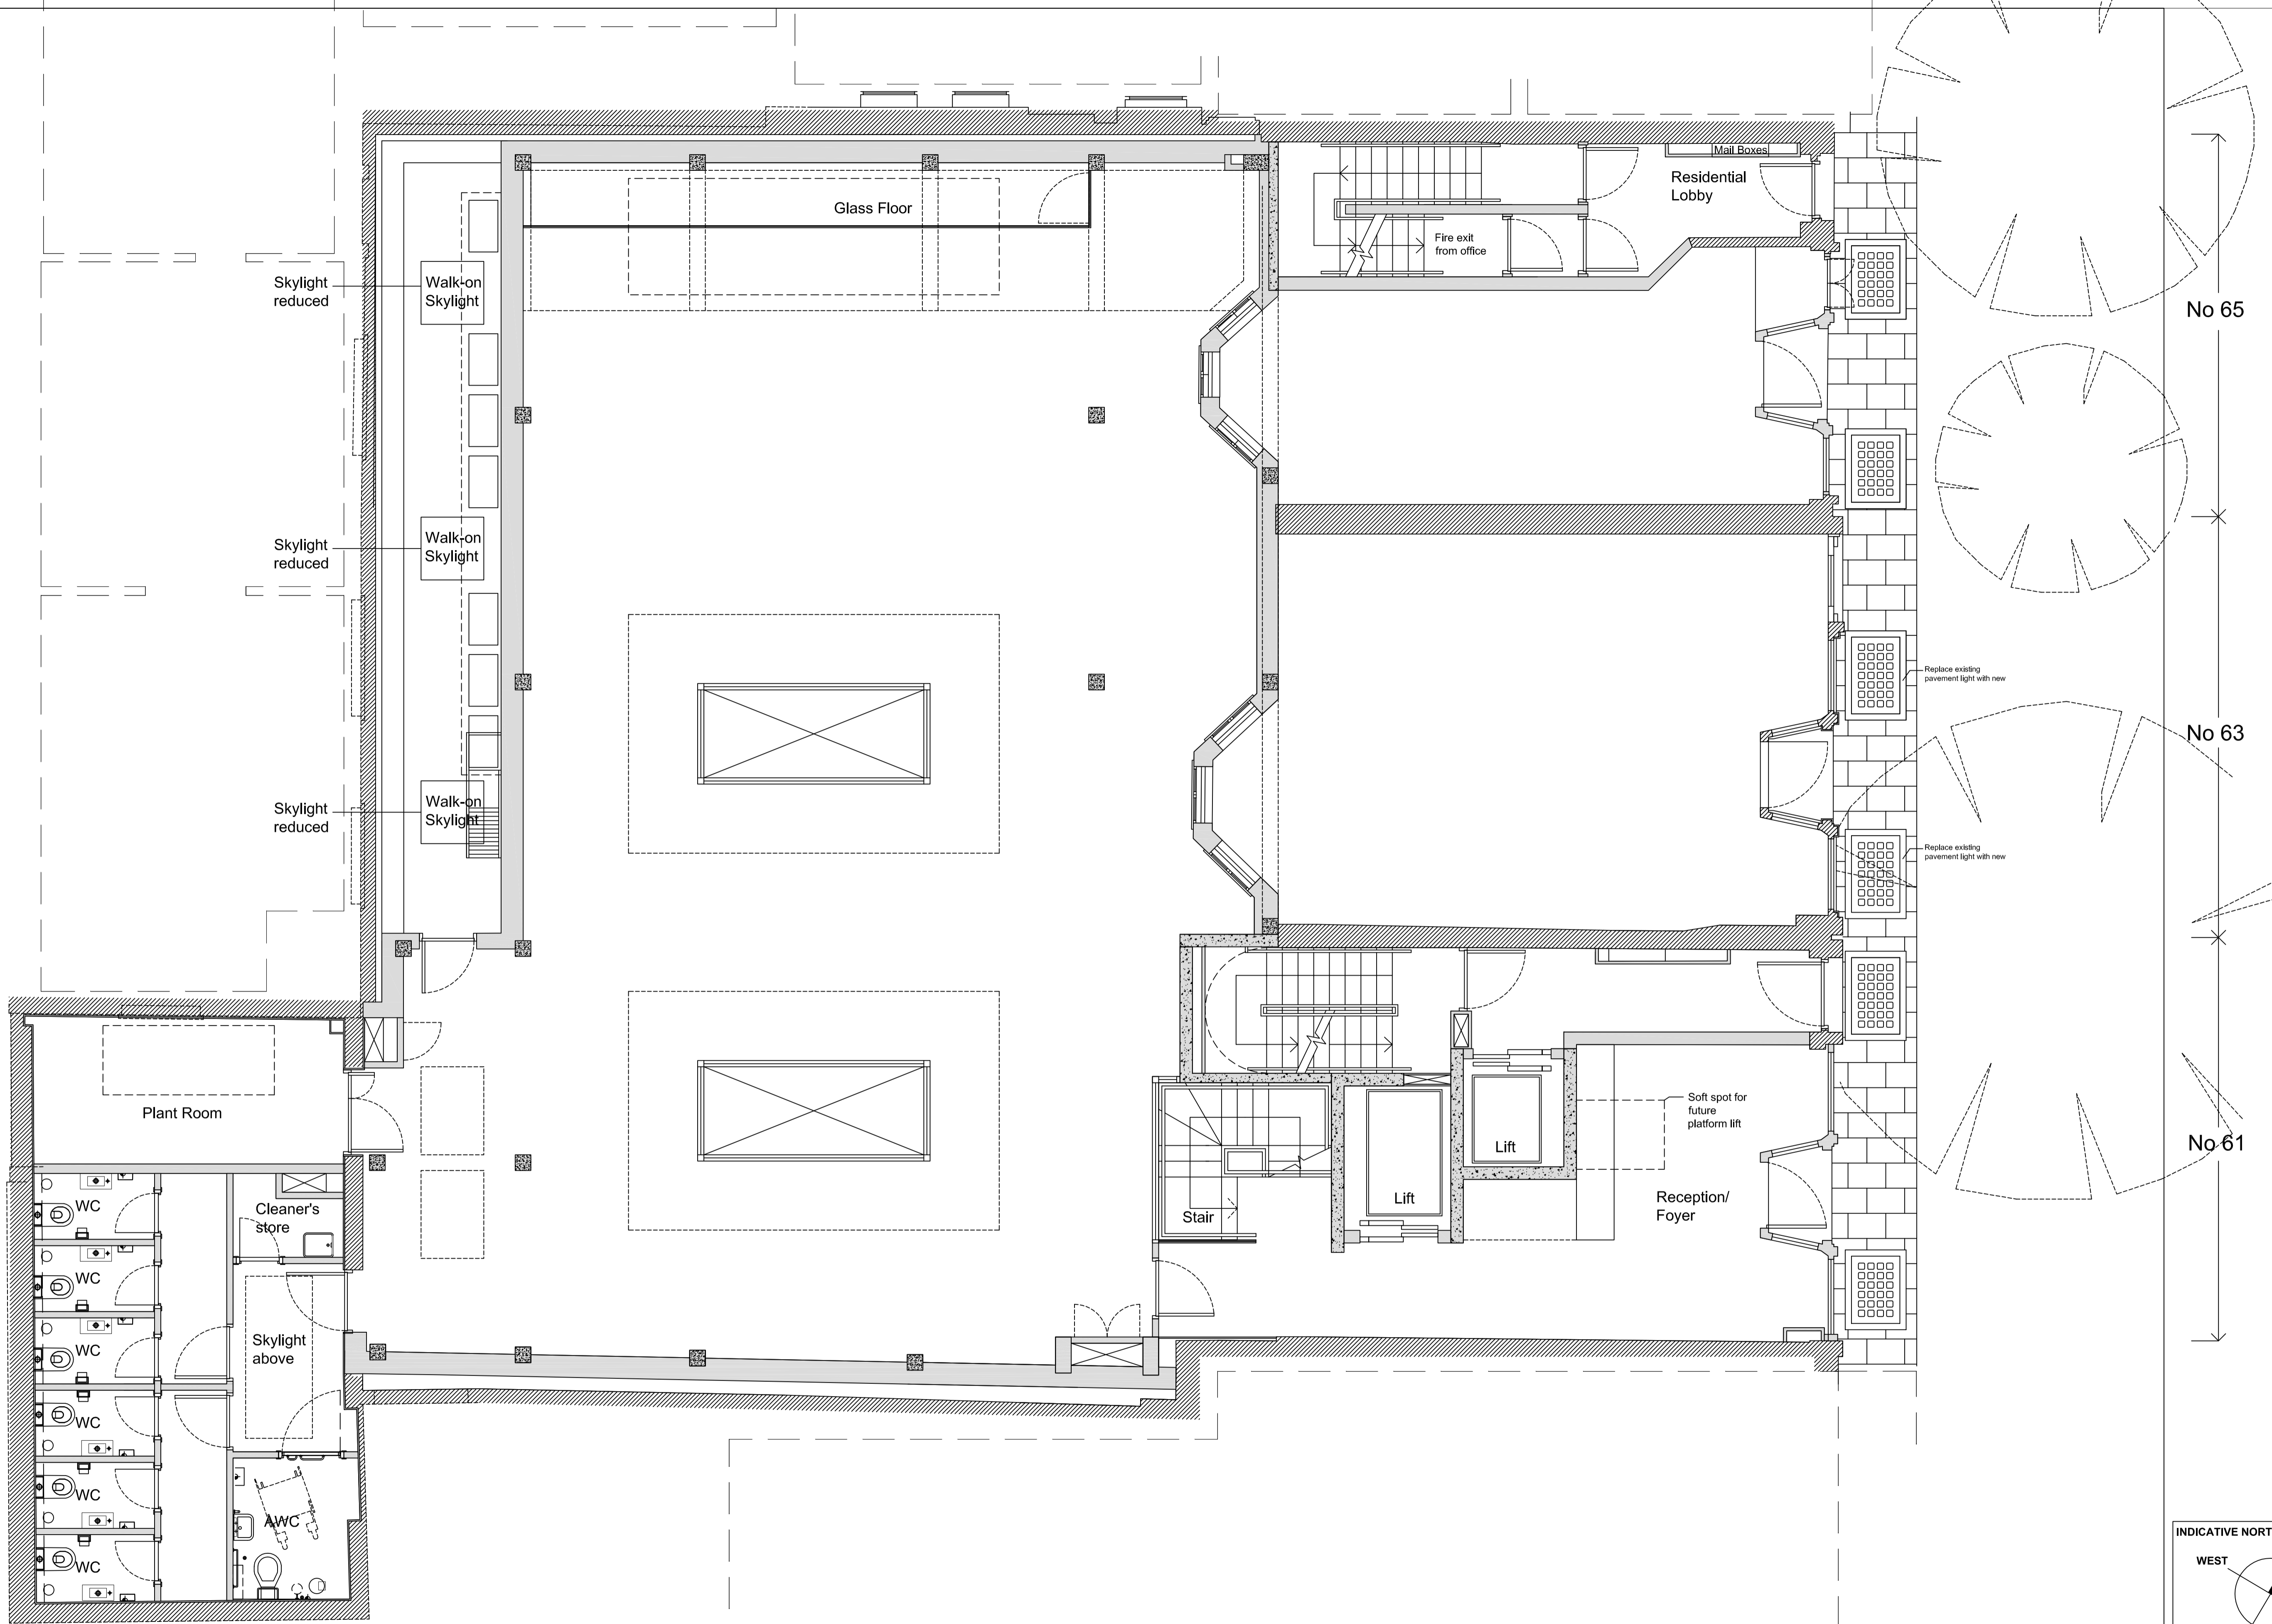 Mail Boxes
Residential
Lobby
Glass Floor
Fire exit
from office
Skylight
reduced
Walk-on
Skylight
No 65
Skylight
reduced
Walk-on
Skylight
Replace existing
pavement light with new
No 63
Skylight
reduced
Walk-on
Skylight
Replace existing
pavement light with new
Plant Room
Soft spot for
future
platform lift
Lift
No 61
Lift
Reception/
Foyer
Stair
WC
Cleaner's
store
WC
WC
Skylight
above
WC
WC
AWC
WC
INDICATIVE NORT
WEST